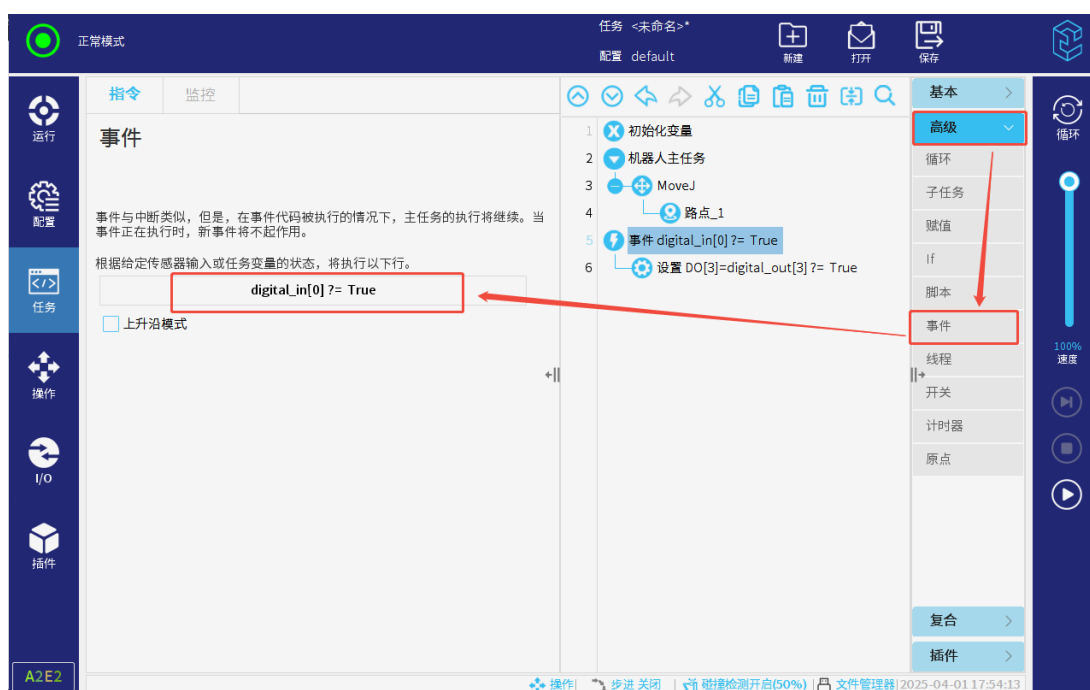 正常模式
任务 <未命名>*
配置 default
新建
打开
保存
运行
配置
任务
操作
I/O
插件
A2E2
指令
监控
事件
事件与中断类似，但是，在事件代码被执行的情况下，主任务的执行将继续。当
事件正在执行时，新事件将不起作用。
根据给定传感器输入或任务变量的状态，将执行以下行。
digital_in[0] ?= True
上升沿模式
1 初始化变量
2 机器人主任务
3 MoveJ
4 路点_1
5 事件 digital_in[0] ?= True
6 设置 DO[3]=digital_out[3] ?= True
基本
高级
循环
子任务
赋值
If
脚本
事件
线程
开关
计时器
原点
复合
插件
循环
100%
速度
操作
步进 关闭
碰撞检测开启(50%)
文件管理器
2025-04-01 17:54:13